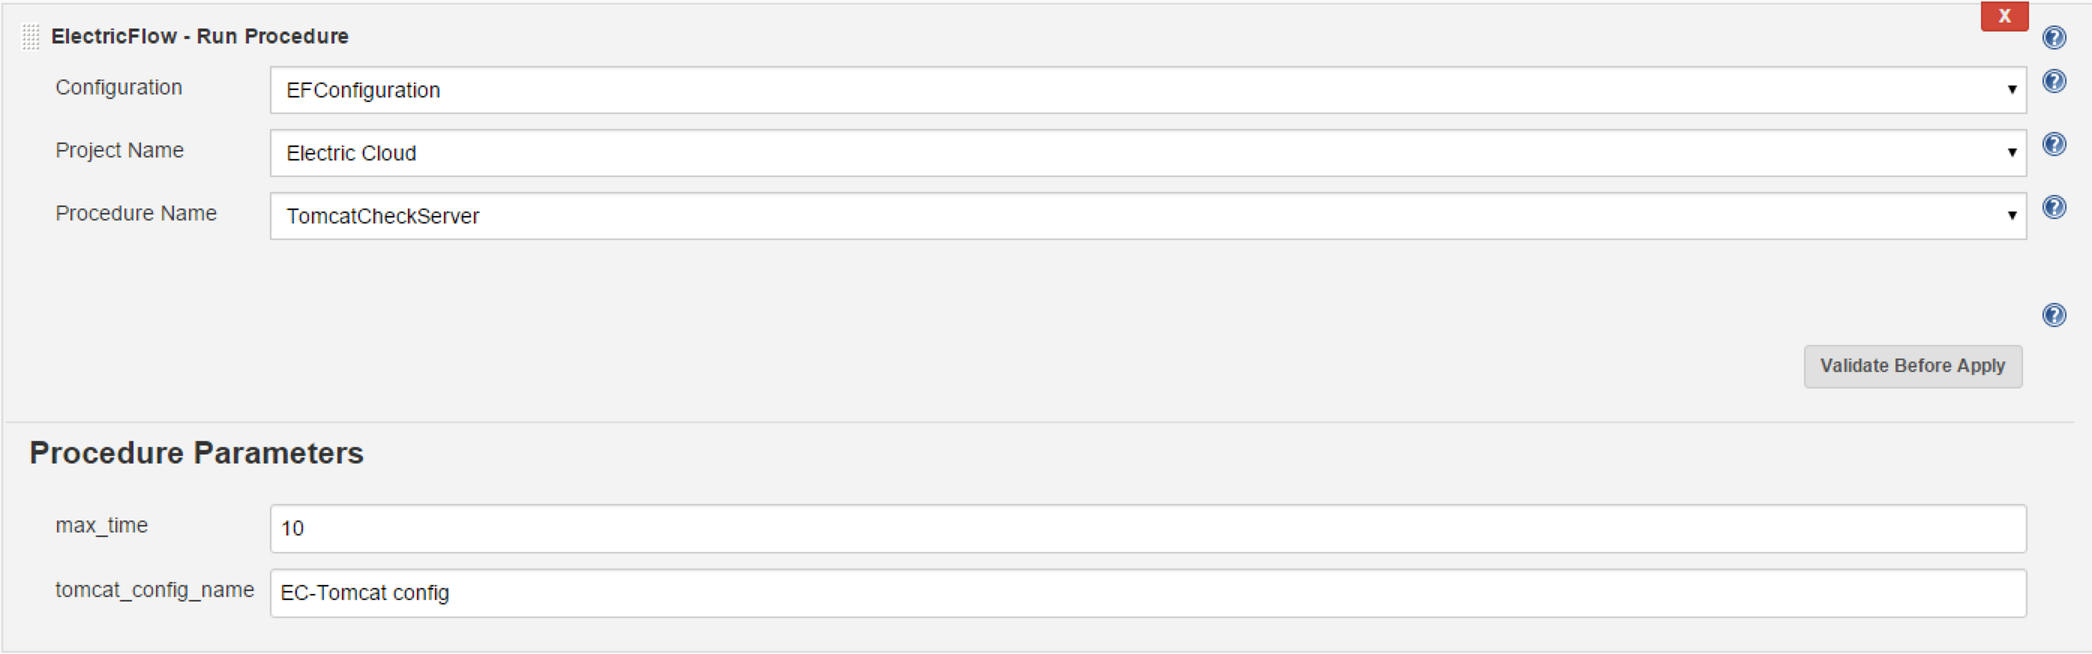 X
ElectricFlow - Run Procedure
?
Configuration
EFConfiguration
?
Project Name
Electric Cloud
?
Procedure Name
TomcatCheckServer
?
?
Validate Before Apply
Procedure Parameters
max_time
10
tomcat_config_name
EC-Tomcat config